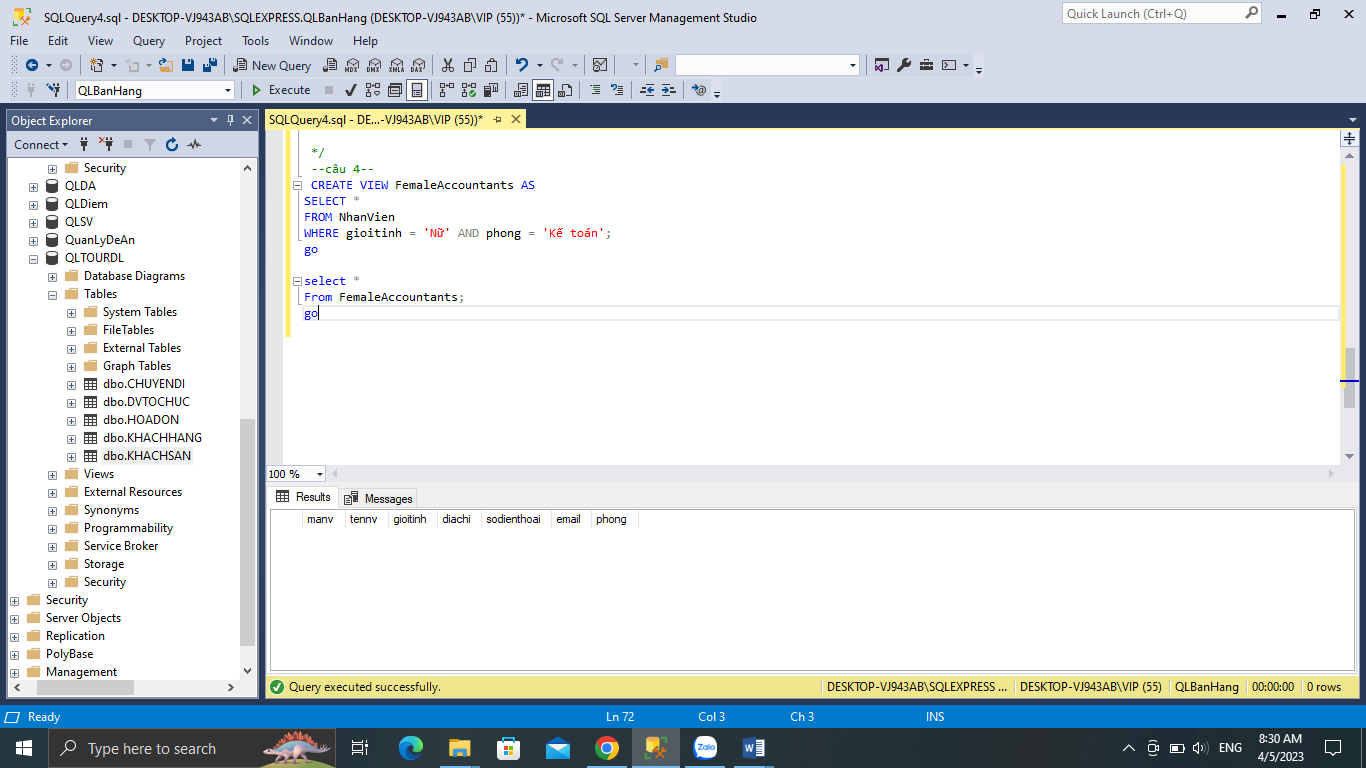 SQLQuery4.sql - DESKTOP-VJ943AB\SQLEXPRESS.QLBanHang (DESKTOP-VJ943AB\VIP (55))* - Microsoft SQL Server Management Studio
Quick Launch (Ctrl+Q)
File Edit View Query Project Tools Window Help
New Query
MDX DMX XMLA DAX
QLBanHang
Execute
Object Explorer
Connect
Security
QLDA
QLDiem
QLSV
QuanLyDeAn
QLTOURDL
Database Diagrams
Tables
System Tables
FileTables
External Tables
Graph Tables
dbo.CHUYENDI
dbo.DVTOCHUC
dbo.HOADON
dbo.KHACHHANG
dbo.KHACHSAN
Views
External Resources
Synonyms
Programmability
Service Broker
Storage
Security
Security
Server Objects
Replication
PolyBase
Management
SQLQuery4.sql - DE...-VJ943AB\VIP (55))*
*/
--câu 4--
CREATE VIEW FemaleAccountants AS
SELECT *
FROM NhanVien
WHERE gioitinh = 'Nữ' AND phong = 'Kế toán';
go
select *
From FemaleAccountants;
go
100 %
Results Messages
manv tennv gioitinh diachi sodienthoai email phong
Query executed successfully.
DESKTOP-VJ943AB\SQLEXPRESS ... DESKTOP-VJ943AB\VIP (55) QLBanHang 00:00:00 0 rows
Ready
Ln 72 Col 3 Ch 3 INS
Type here to search
Zalo
ENG
8:30 AM
4/5/2023